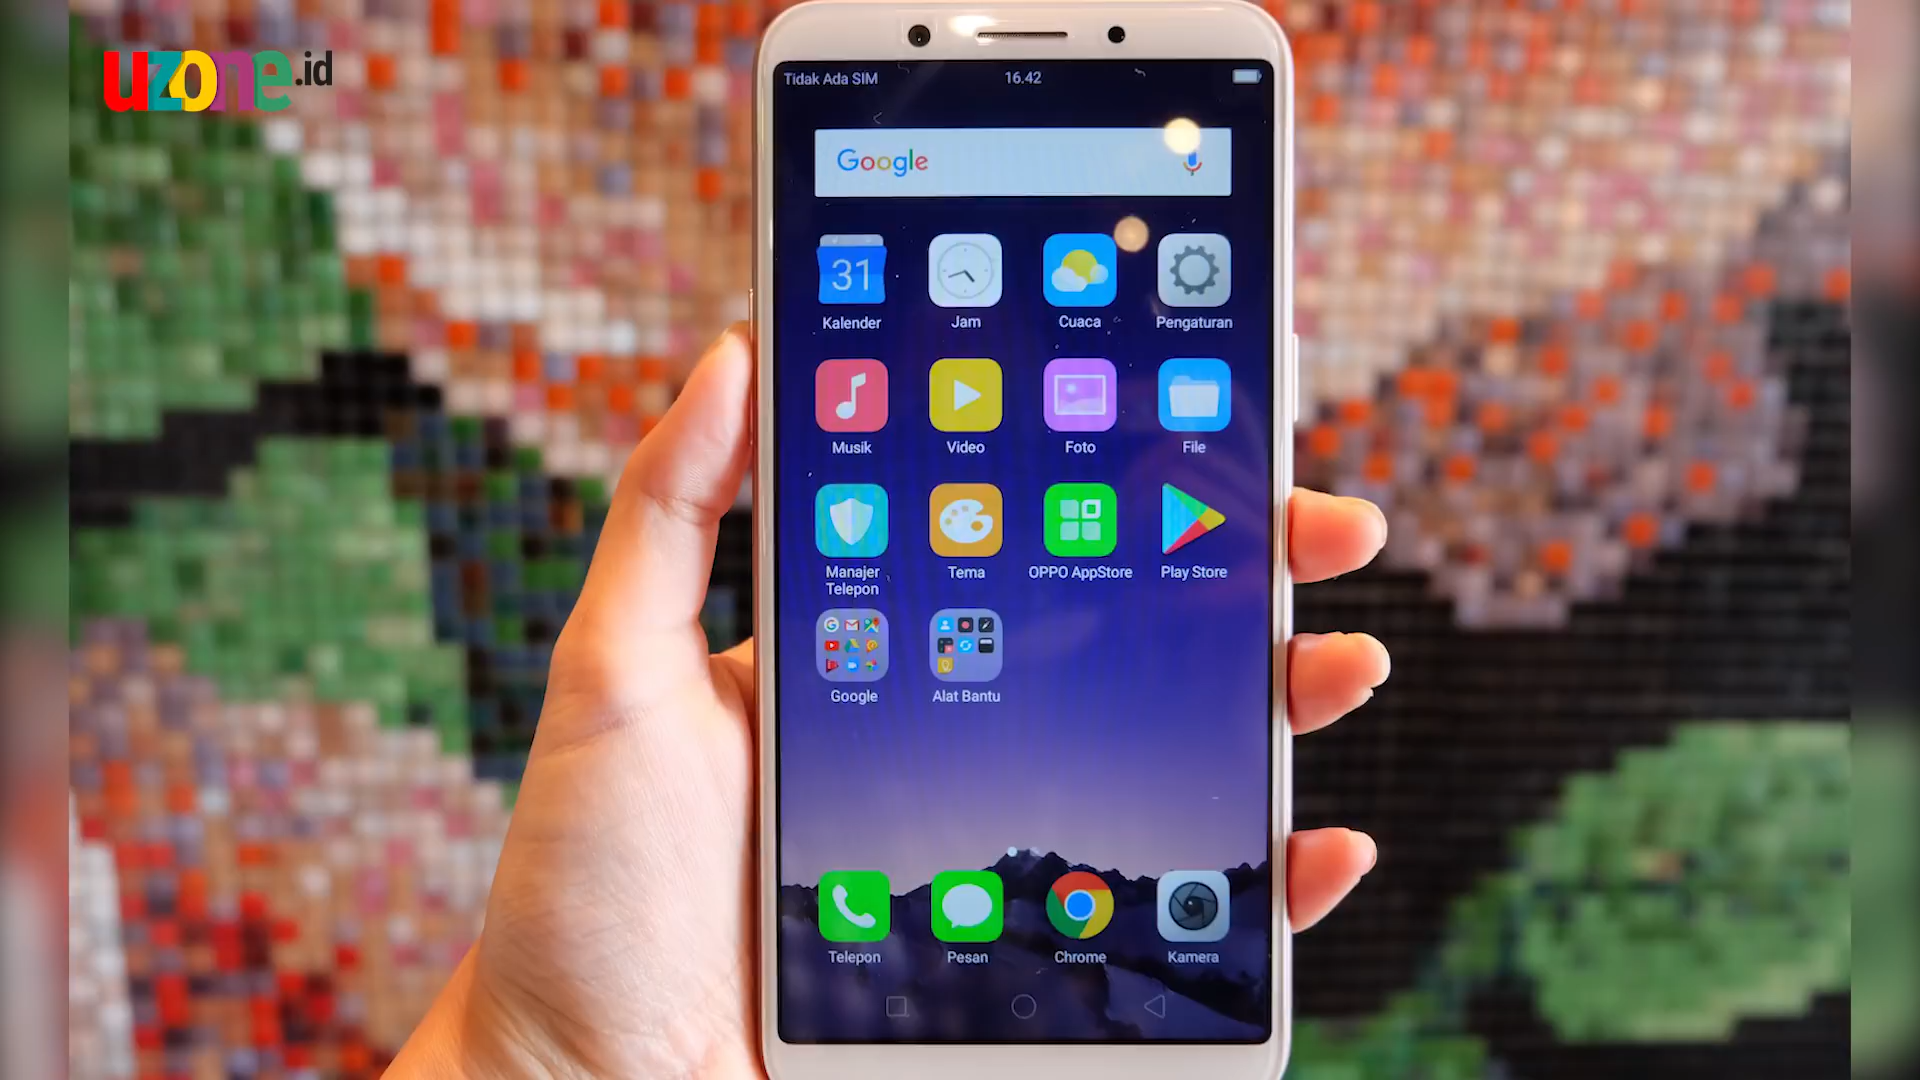 uzone.id
Tidak Ada SIM 16.42
Google
31
Kalender Jam Cuaca Pengaturan
Musik Video Foto File
Manajer
Telepon Tema OPPO AppStore Play Store
Google Alat Bantu
Telepon Pesan Chrome Kamera